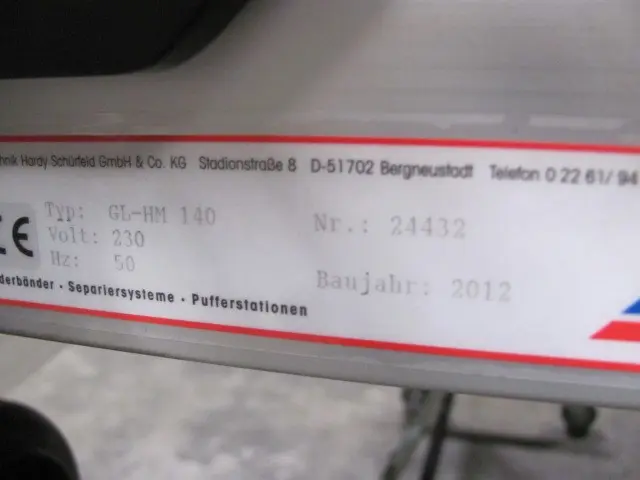 hnik Hardy Schürfeld GmbH & Co. KG Stadionstraße 8 D-51702 Bergneustadt Telefon 0 22 61/ 94
CE Typ: GL-HM 140 Nr.: 24432
Volt: 230
Hz: 50 Baujahr: 2012
derbänder · Separiersysteme · Pufferstationen